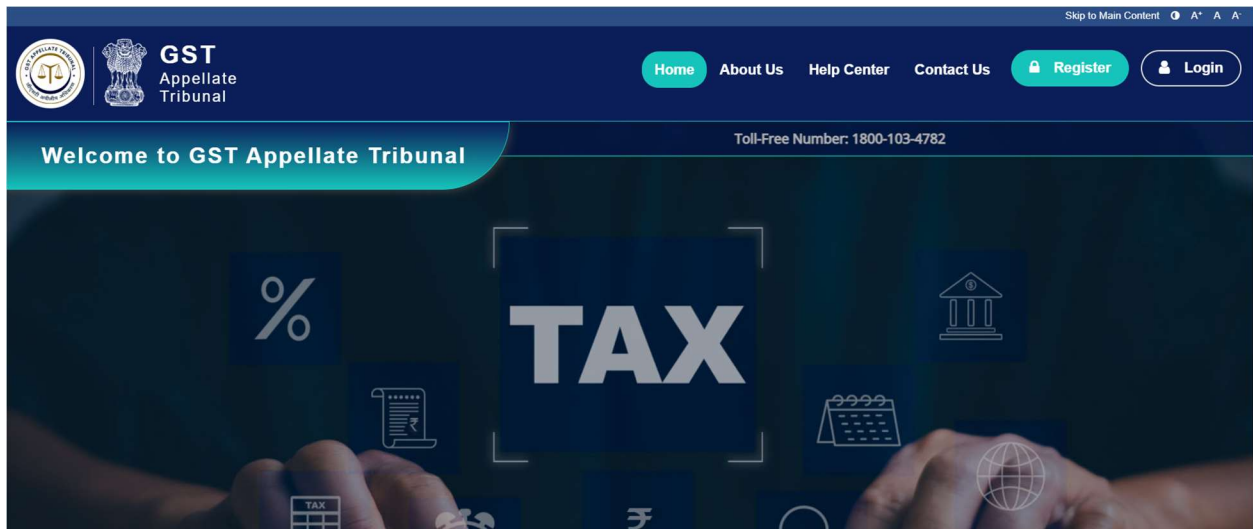 Skip to Main Content A+ A A-
GST
Appellate
Tribunal
Home About Us Help Center Contact Us Register Login
Welcome to GST Appellate Tribunal
Toll-Free Number: 1800-103-4782
%
TAX
₹
TAX
₹